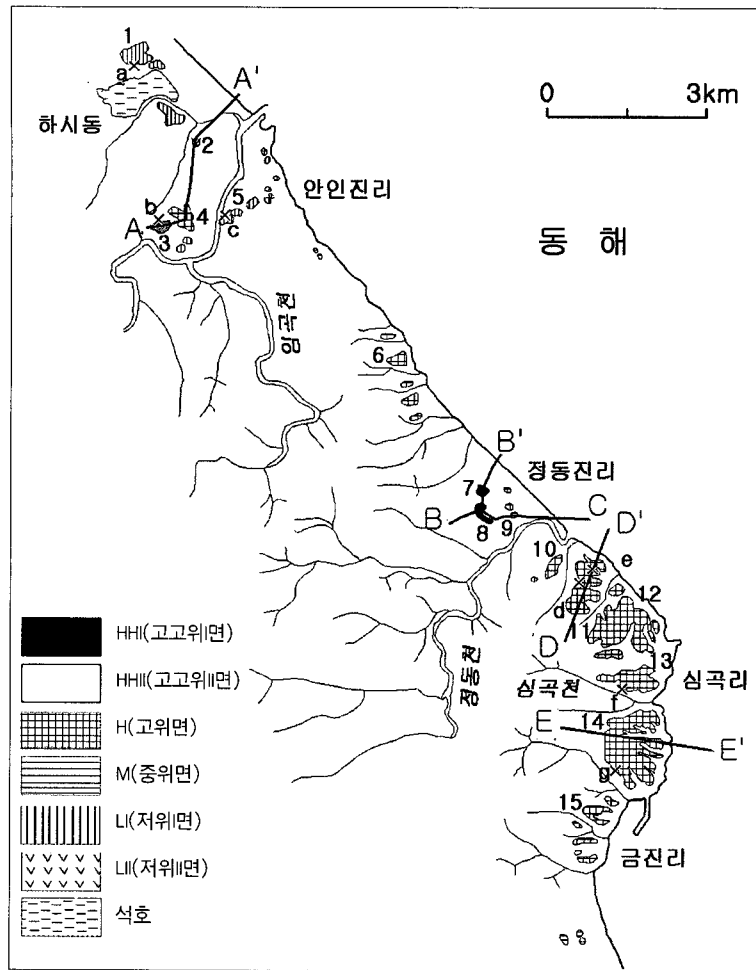 1
a
A'
0 3km
하시동
2
안인진리
b
5
4
A
3
c
동 해
임곡천
6
B'
정동진리
7
C
B
8
9
D'
10
e
12
d
11
D
13
정동천
심곡천
f
심곡리
14
E
E'
g
15
금진리
HHI(고고위I면)
HHII(고고위II면)
H(고위면)
M(중위면)
LI(저위I면)
LII(저위II면)
석호